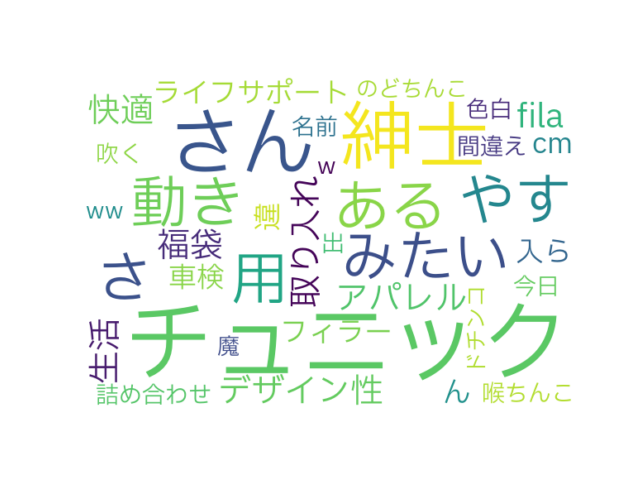 ライフサポート
のどちんこ
快適
さん
紳士
色白
fila
名前
間違え
cm
吹く
w
動き
ある
やす
ww
違
取り入れ
福袋
出
みたい
入ら
さ
車検
用
アパレル
今日
生活
チュニック
フィラー
ドチンコ
魔
詰め合わせ
デザイン性
ん
喉ちんこ